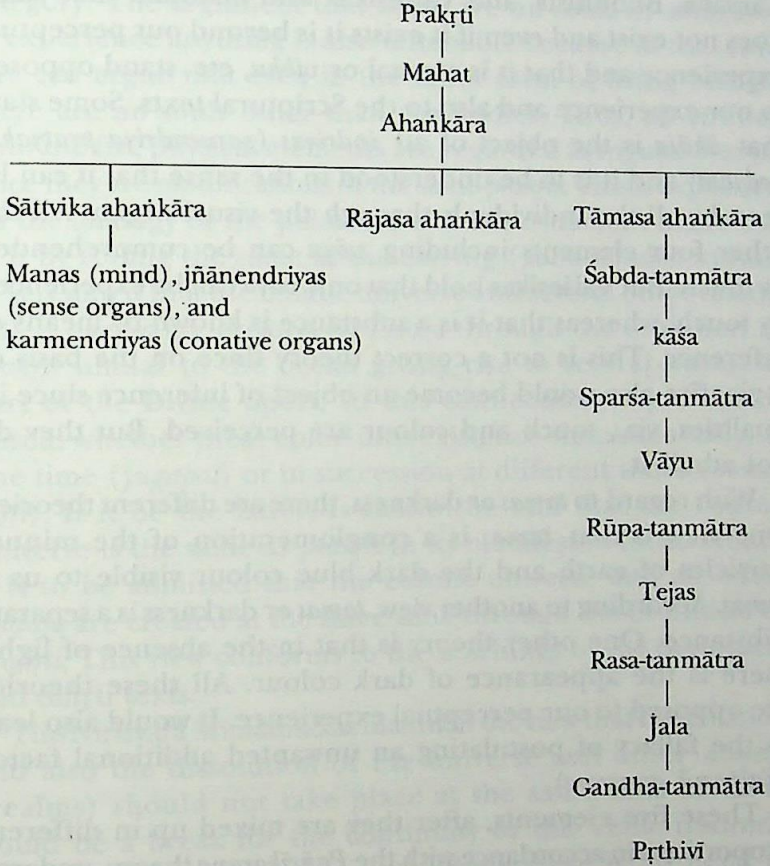 Prakṛti
Mahat
Ahaṅkāra
Sāttvika ahaṅkāra
Rājasa ahaṅkāra
Tāmasa ahaṅkāra
Manas (mind), jñānendriyas
(sense organs), and
karmendriyas (conative organs)
Śabda-tanmātra
kāśa
Sparśa-tanmātra
Vāyu
Rūpa-tanmātra
Tejas
Rasa-tanmātra
Jala
Gandha-tanmātra
Pṛthivī